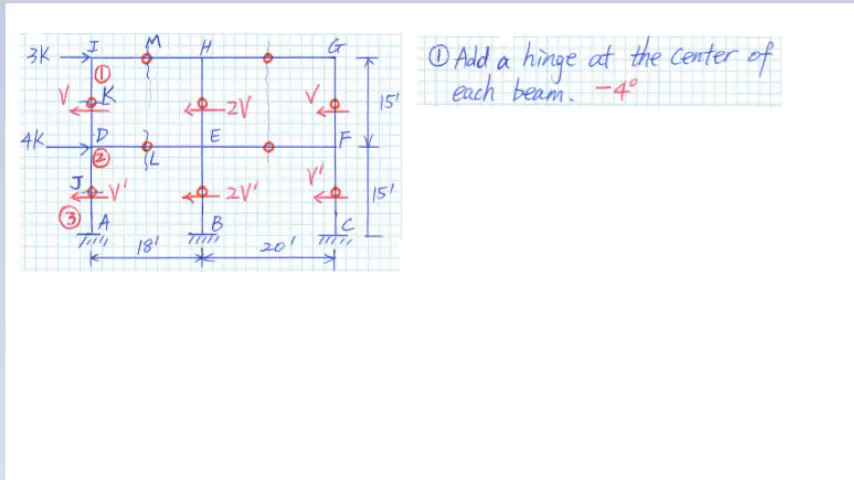 3K
I
M
H
G
①
V
K
2V
V
15'
4K
D
E
F
②
L
J
V'
2V'
V'
15'
③
A
B
C
18'
20'
① Add a hinge at the center of
each beam. -4°